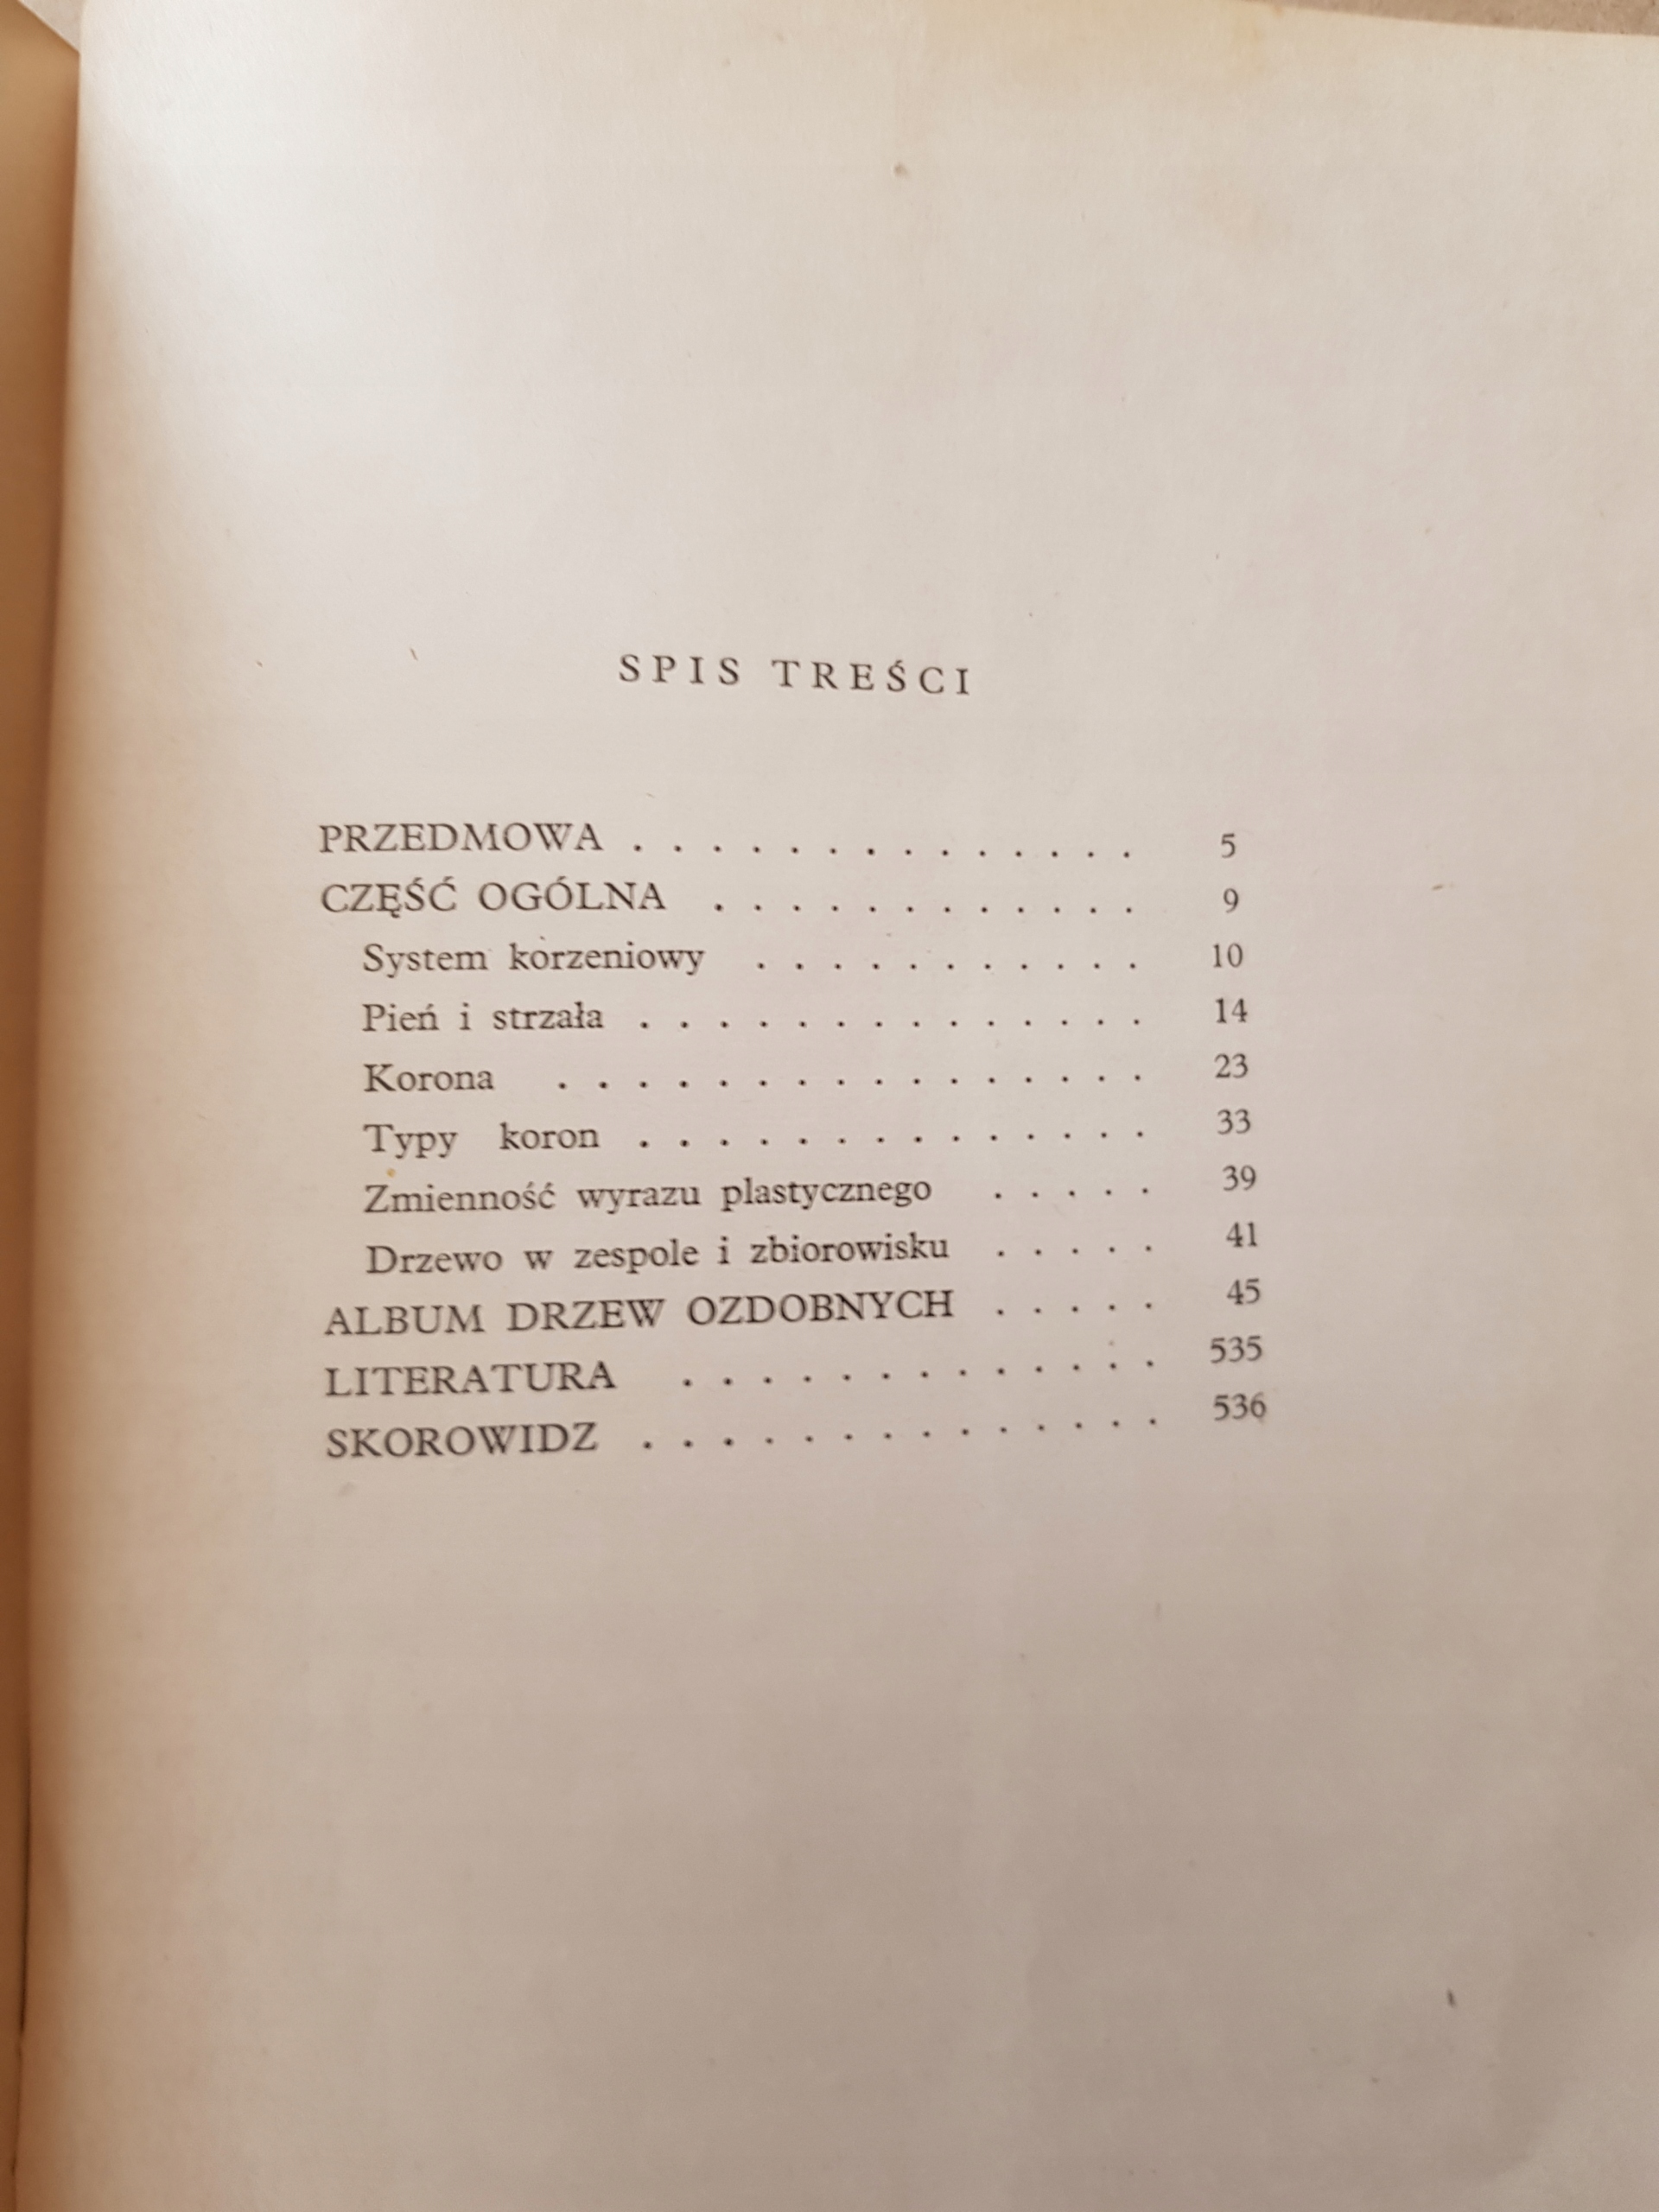 SPIS TREŚCI
PRZEDMOWA . . . . . . . . . . . . . . 5
CZĘŚĆ OGÓLNA . . . . . . . . . . . . 9
System korzeniowy . . . . . . . . . . . 10
Pień i strzała . . . . . . . . . . . . . . 14
Korona . . . . . . . . . . . . . . . . 23
Typy koron . . . . . . . . . . . . . . 33
Zmienność wyrazu plastycznego . . . . . 39
Drzewo w zespole i zbiorowisku . . . . . 41
ALBUM DRZEW OZDOBNYCH . . . . . 45
LITERATURA . . . . . . . . . . . . . 535
SKOROWIDZ . . . . . . . . . . . . . . 536